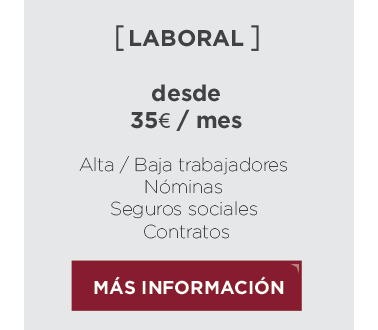 [ LABORAL ]
desde
35€ / mes
Alta / Baja trabajadores
Nóminas
Seguros sociales
Contratos
MÁS INFORMACIÓN